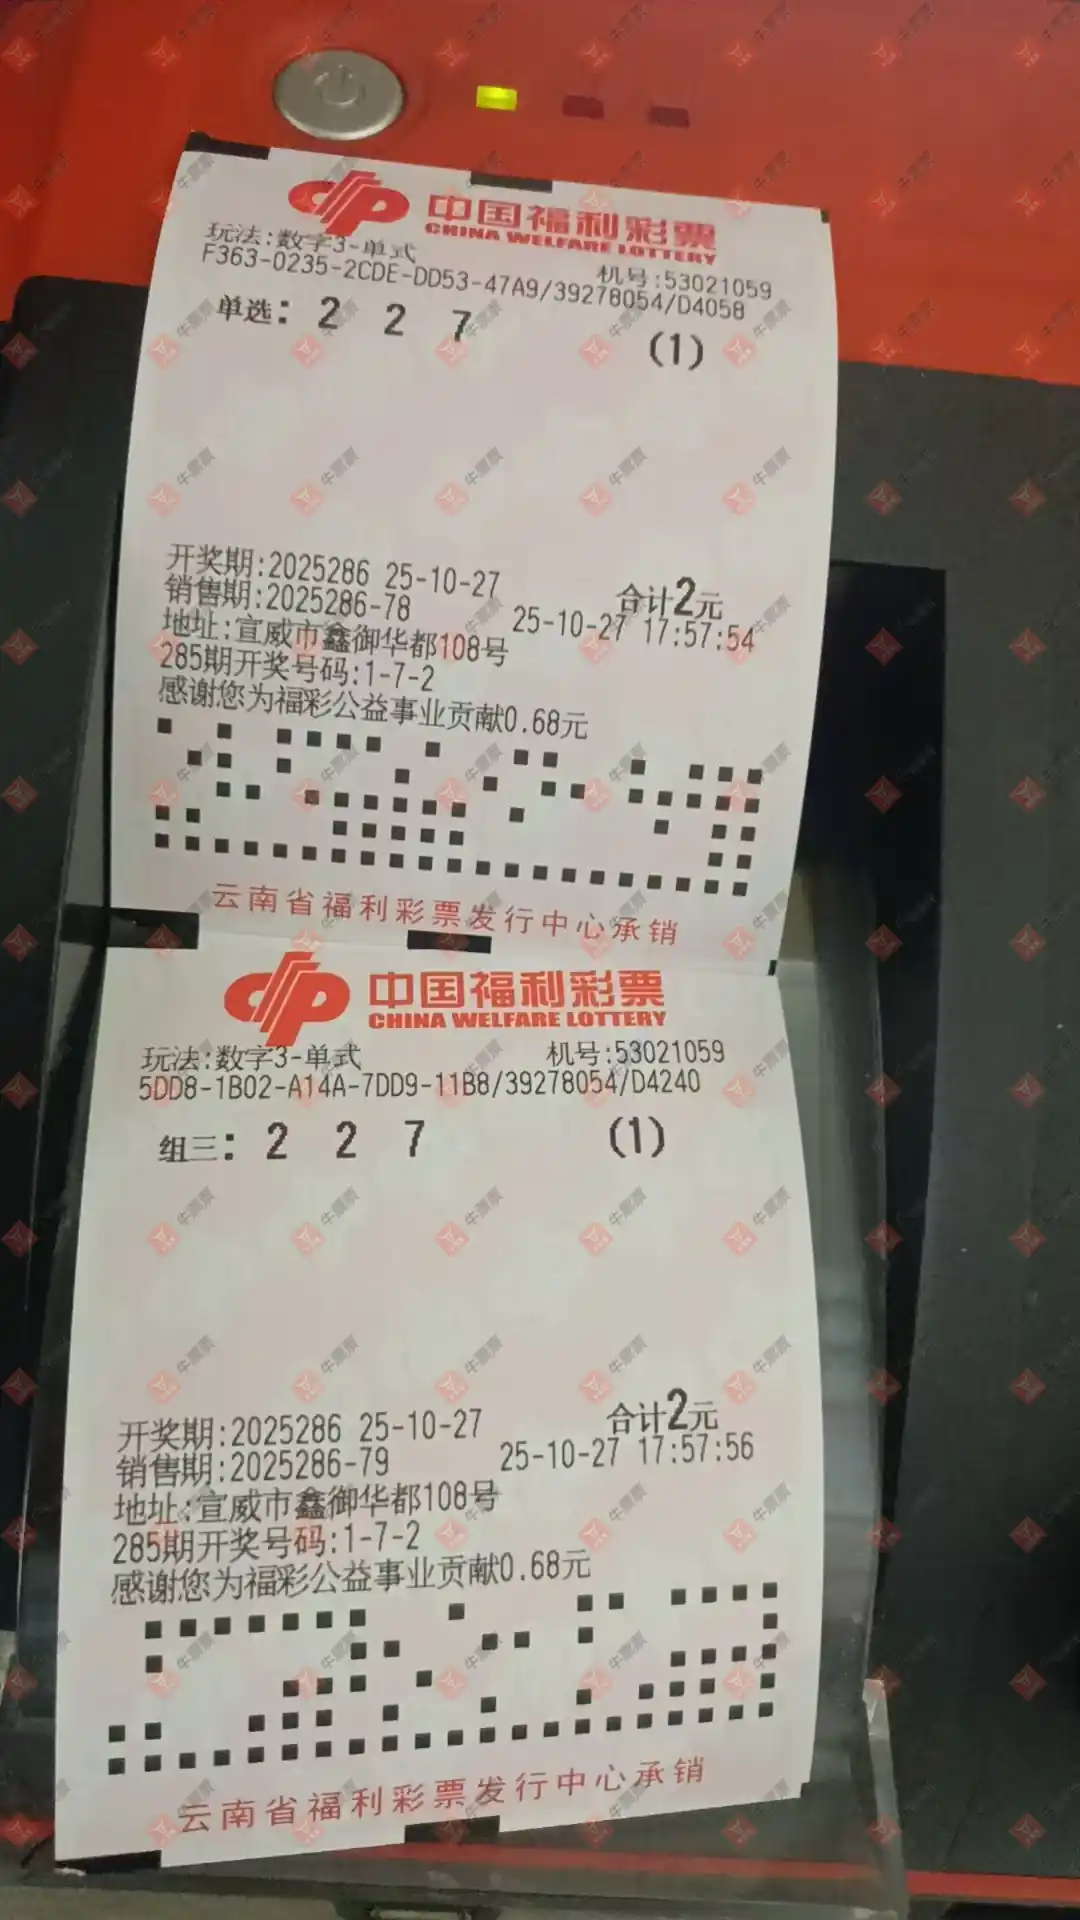 中国福利彩票
CHINA WELFARE LOTTERY
玩法:数字3-单式
机号:53021059
F363-0235-2CDE-DD53-47A9/39278054/D4058
单选: 2 2 7 (1)
开奖期:2025286 25-10-27
合计2元
销售期:2025286-78
25-10-27 17:57:54
地址:宣威市鑫御华都108号
285期开奖号码:1-7-2
感谢您为福彩公益事业贡献0.68元
云南省福利彩票发行中心承销
中国福利彩票
CHINA WELFARE LOTTERY
玩法:数字3-单式
机号:53021059
5DD8-1B02-A14A-7DD9-11B8/39278054/D4240
组三: 2 2 7 (1)
开奖期:2025286 25-10-27
合计2元
销售期:2025286-79
25-10-27 17:57:56
地址:宣威市鑫御华都108号
285期开奖号码:1-7-2
感谢您为福彩公益事业贡献0.68元
云南省福利彩票发行中心承销
牛票票